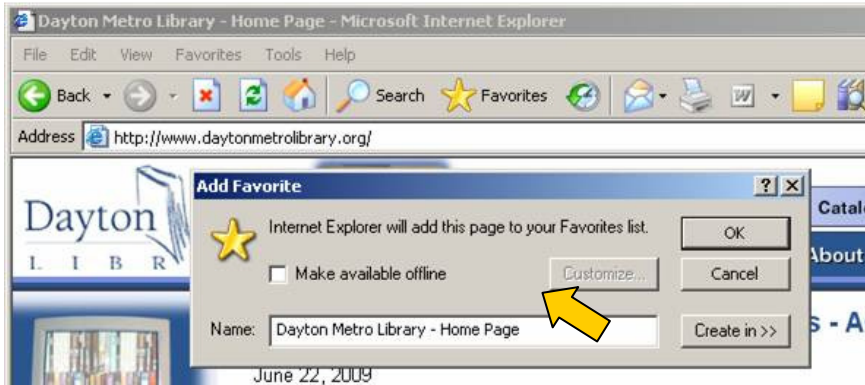 Dayton Metro Library - Home Page - Microsoft Internet Explorer
File Edit View Favorites Tools Help
Back Search Favorites W
Address http://www.daytonmetrolibrary.org/
Add Favorite ? X
Dayton
L I B R
Internet Explorer will add this page to your Favorites list.
OK
Catal
Make available offline
Customize...
Cancel
About
Name: Dayton Metro Library - Home Page
Create in >>
s - A
June 22, 2009